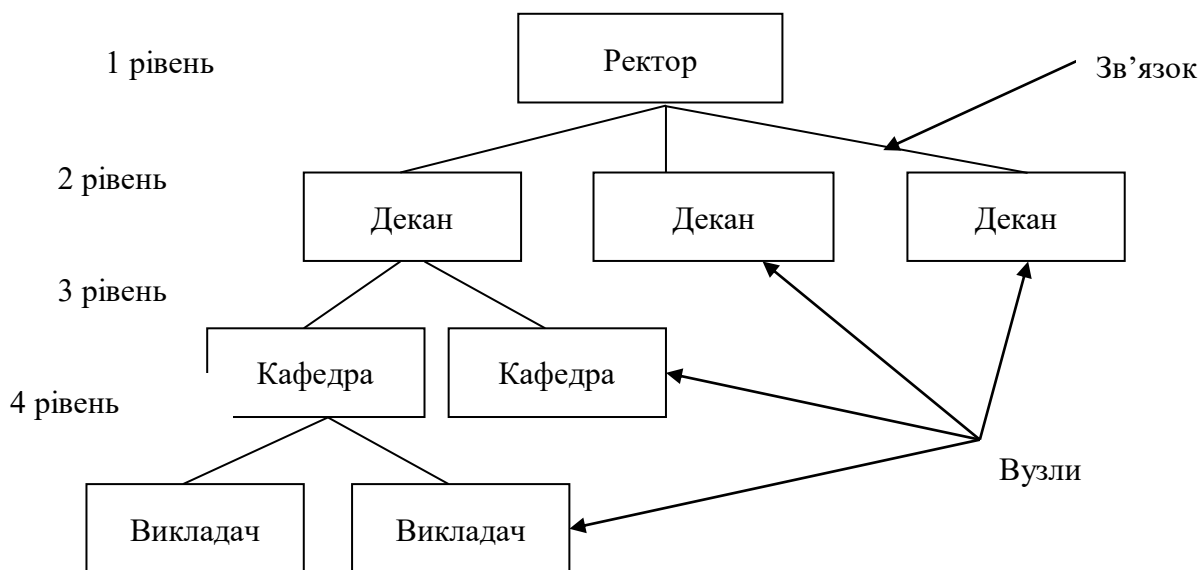 1 рівень
Ректор
Зв’язок
2 рівень
Декан
Декан
Декан
3 рівень
Кафедра
Кафедра
4 рівень
Вузли
Викладач
Викладач